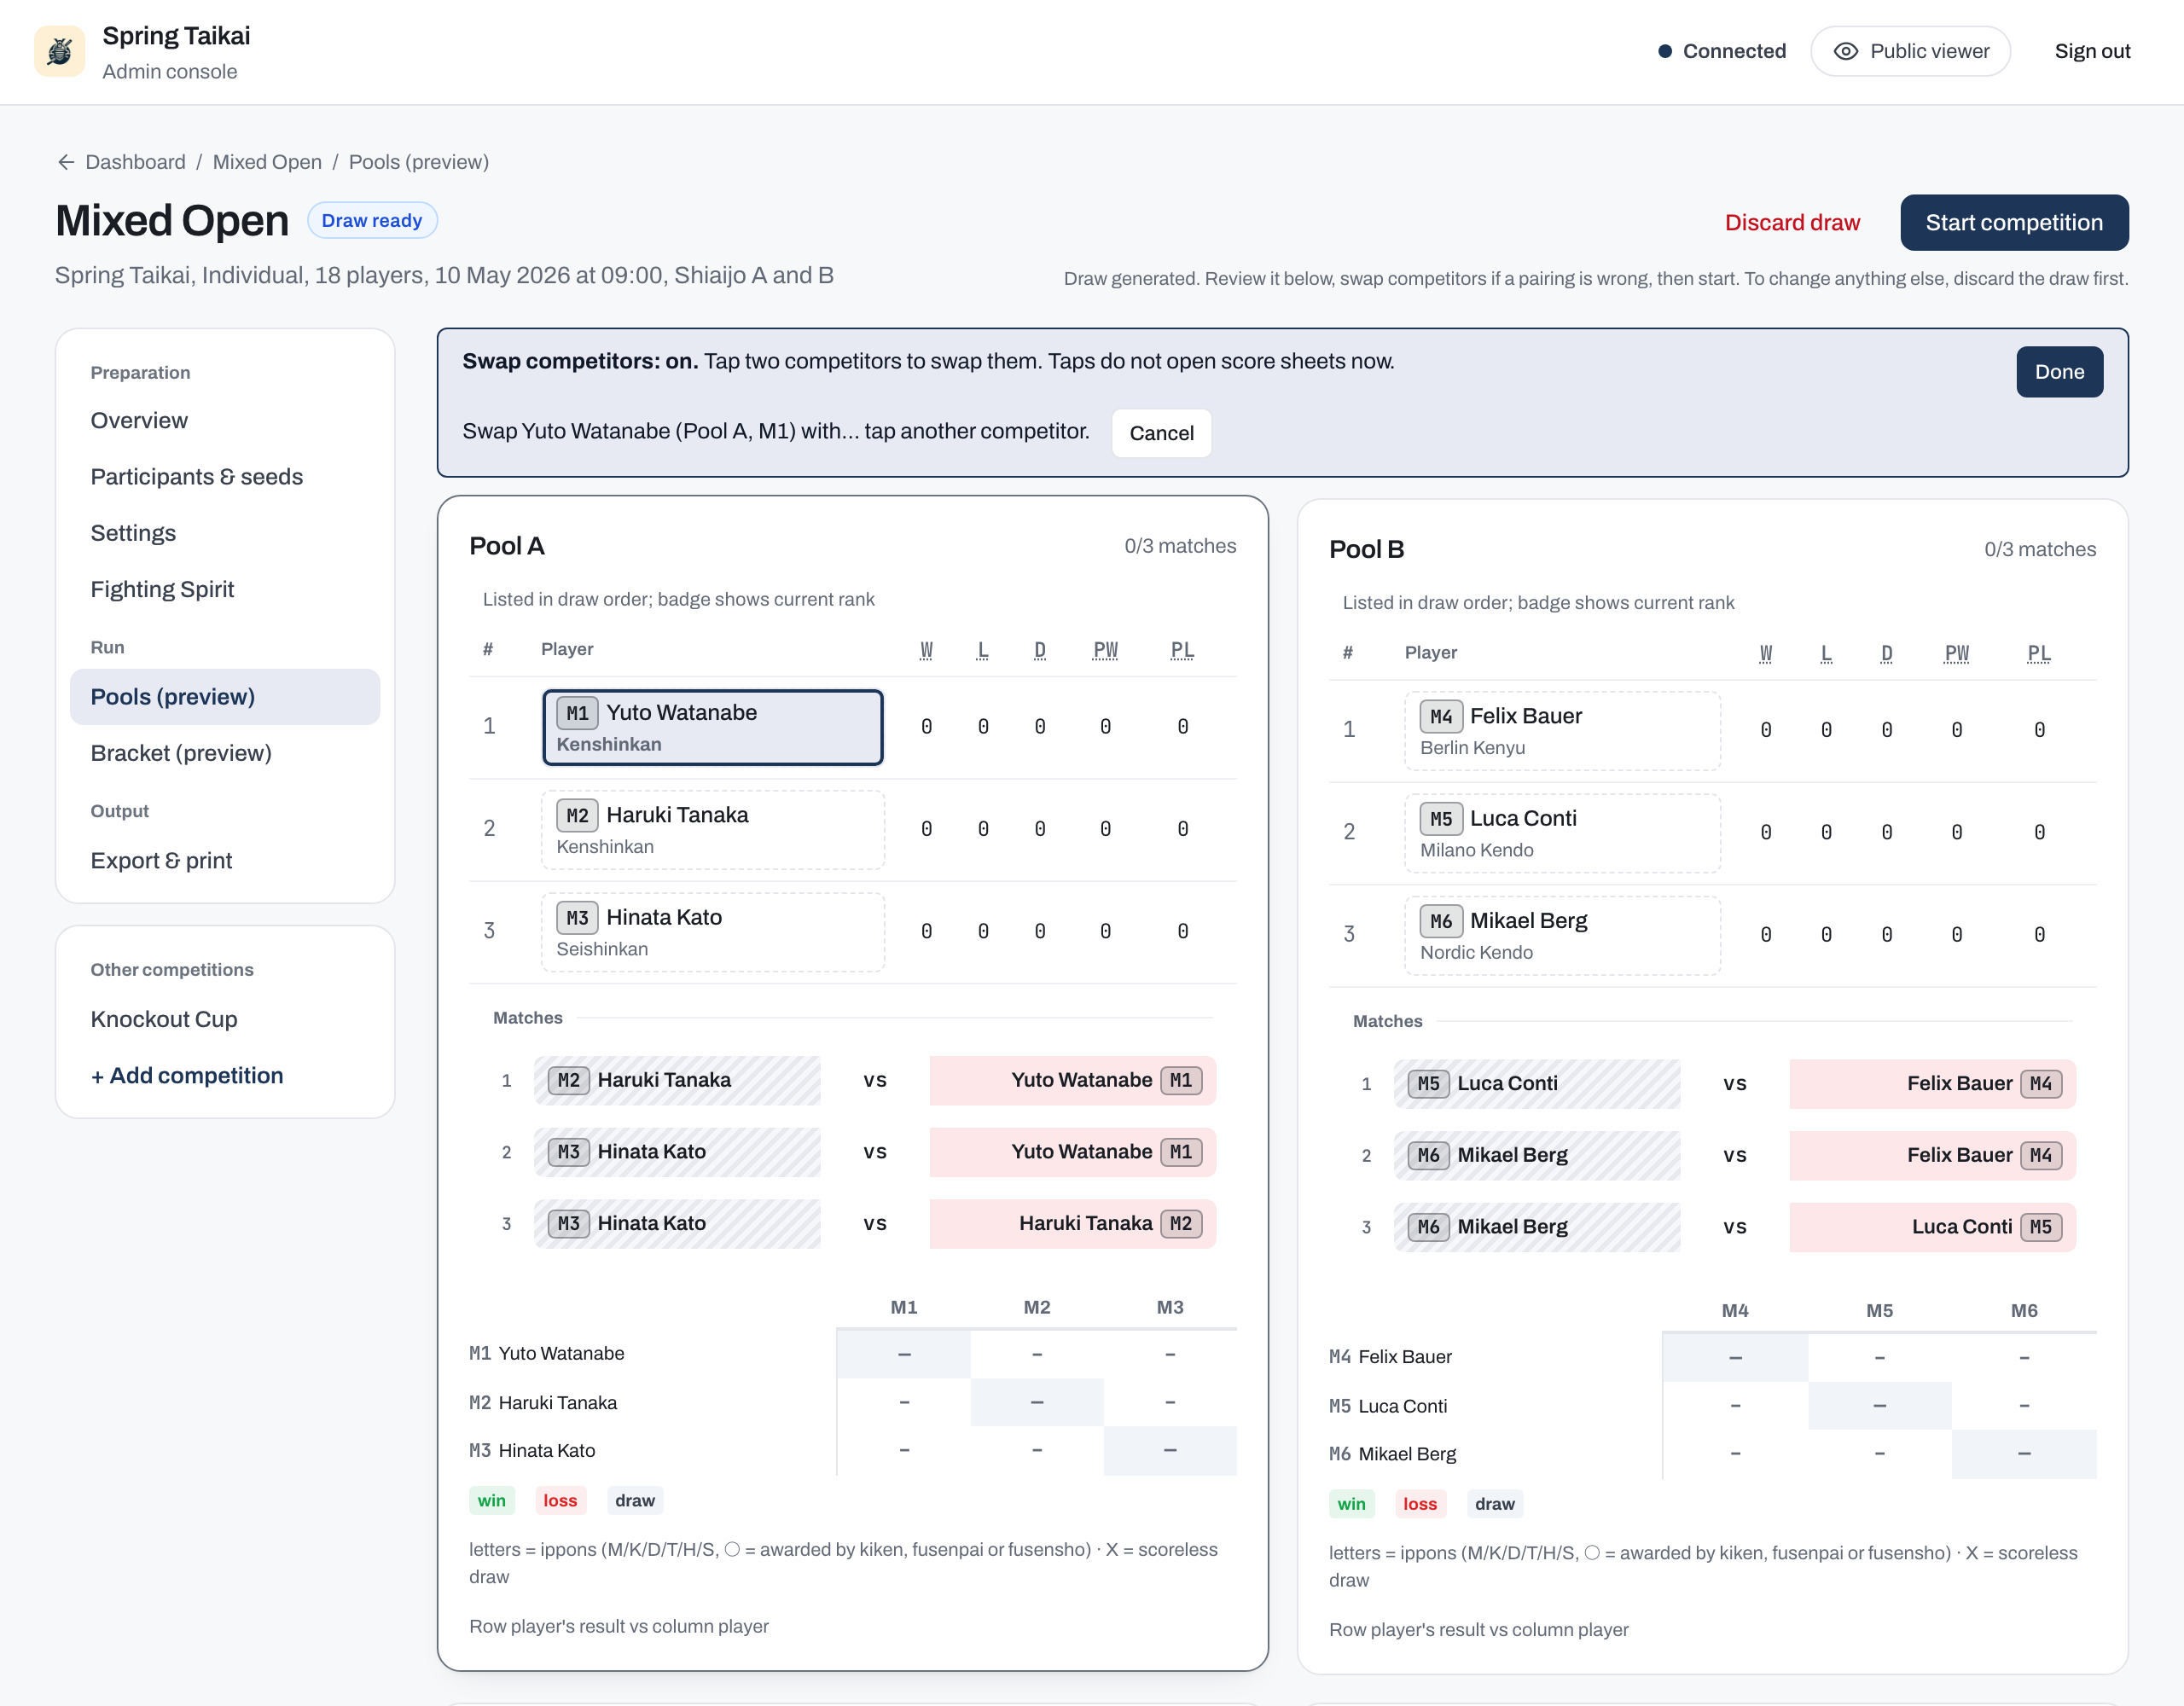 Spring Taikai
Admin console
Connected
Public viewer
Sign out
Dashboard / Mixed Open / Pools (preview)
Mixed Open
Draw ready
Discard draw
Start competition
Spring Taikai, Individual, 18 players, 10 May 2026 at 09:00, Shiaijo A and B
Draw generated. Review it below, swap competitors if a pairing is wrong, then start. To change anything else, discard the draw first.
Preparation
Overview
Participants & seeds
Settings
Fighting Spirit
Run
Pools (preview)
Bracket (preview)
Output
Export & print
Other competitions
Knockout Cup
+ Add competition
Swap competitors: on. Tap two competitors to swap them. Taps do not open score sheets now.
Done
Swap Yuto Watanabe (Pool A, M1) with... tap another competitor.
Cancel
Pool A
0/3 matches
Listed in draw order; badge shows current rank
# Player W L D PW PL
1 M1 Yuto Watanabe 0 0 0 0 0
Kenshinkan
2 M2 Haruki Tanaka 0 0 0 0 0
Kenshinkan
3 M3 Hinata Kato 0 0 0 0 0
Seishinkan
Matches
1 M2 Haruki Tanaka vs Yuto Watanabe M1
2 M3 Hinata Kato vs Yuto Watanabe M1
3 M3 Hinata Kato vs Haruki Tanaka M2
M1 M2 M3
M1 Yuto Watanabe — – –
M2 Haruki Tanaka – — –
M3 Hinata Kato – – —
win loss draw
letters = ippons (M/K/D/T/H/S, ○ = awarded by kiken, fusenpai or fusensho) · X = scoreless
draw
Row player's result vs column player
Pool B
0/3 matches
Listed in draw order; badge shows current rank
# Player W L D PW PL
1 M4 Felix Bauer 0 0 0 0 0
Berlin Kenyu
2 M5 Luca Conti 0 0 0 0 0
Milano Kendo
3 M6 Mikael Berg 0 0 0 0 0
Nordic Kendo
Matches
1 M5 Luca Conti vs Felix Bauer M4
2 M6 Mikael Berg vs Felix Bauer M4
3 M6 Mikael Berg vs Luca Conti M5
M4 M5 M6
M4 Felix Bauer — – –
M5 Luca Conti – — –
M6 Mikael Berg – – —
win loss draw
letters = ippons (M/K/D/T/H/S, ○ = awarded by kiken, fusenpai or fusensho) · X = scoreless
draw
Row player's result vs column player